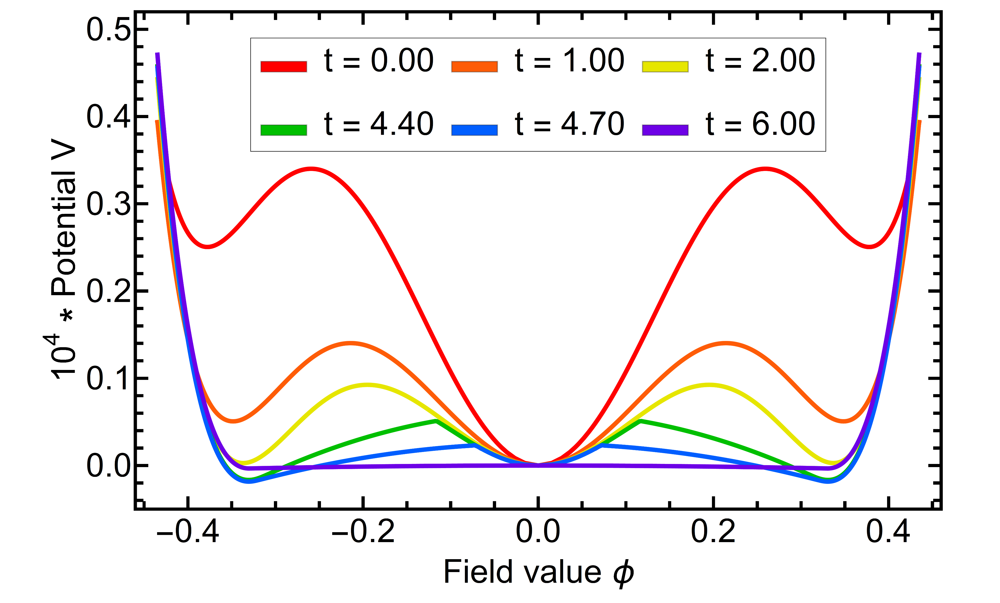 0.5
0.4
0.3
0.2
0.1
0.0
10⁴ * Potential V
t = 0.00 t = 1.00 t = 2.00
t = 4.40 t = 4.70 t = 6.00
−0.4 −0.2 0.0 0.2 0.4
Field value ϕ